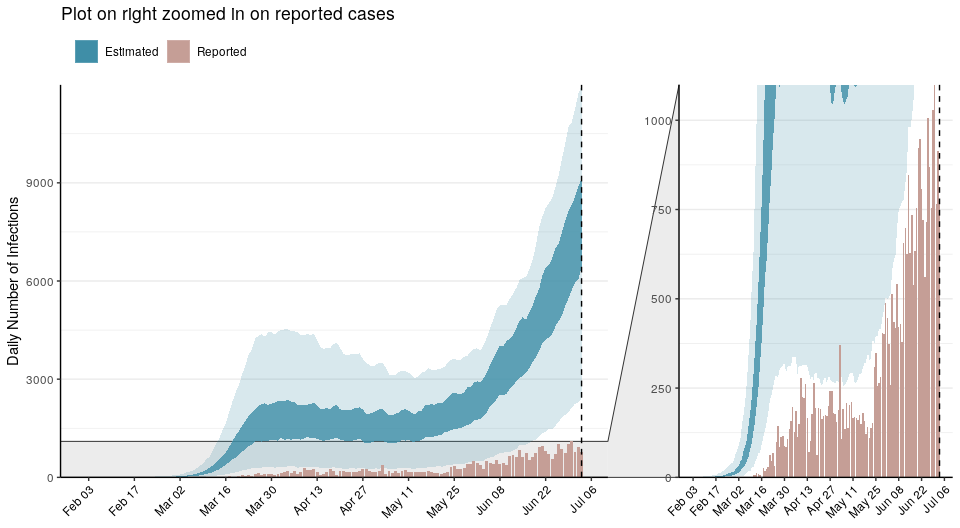 Plot on right zoomed in on reported cases
Estimated
Reported
Daily Number of Infections
9000
6000
3000
0
Feb 03
Feb 17
Mar 02
Mar 16
Mar 30
Apr 13
Apr 27
May 11
May 25
Jun 08
Jun 22
Jul 06
1000
750
500
250
0
Feb 03
Feb 17
Mar 02
Mar 16
Mar 30
Apr 13
Apr 27
May 11
May 25
Jun 08
Jun 22
Jul 06